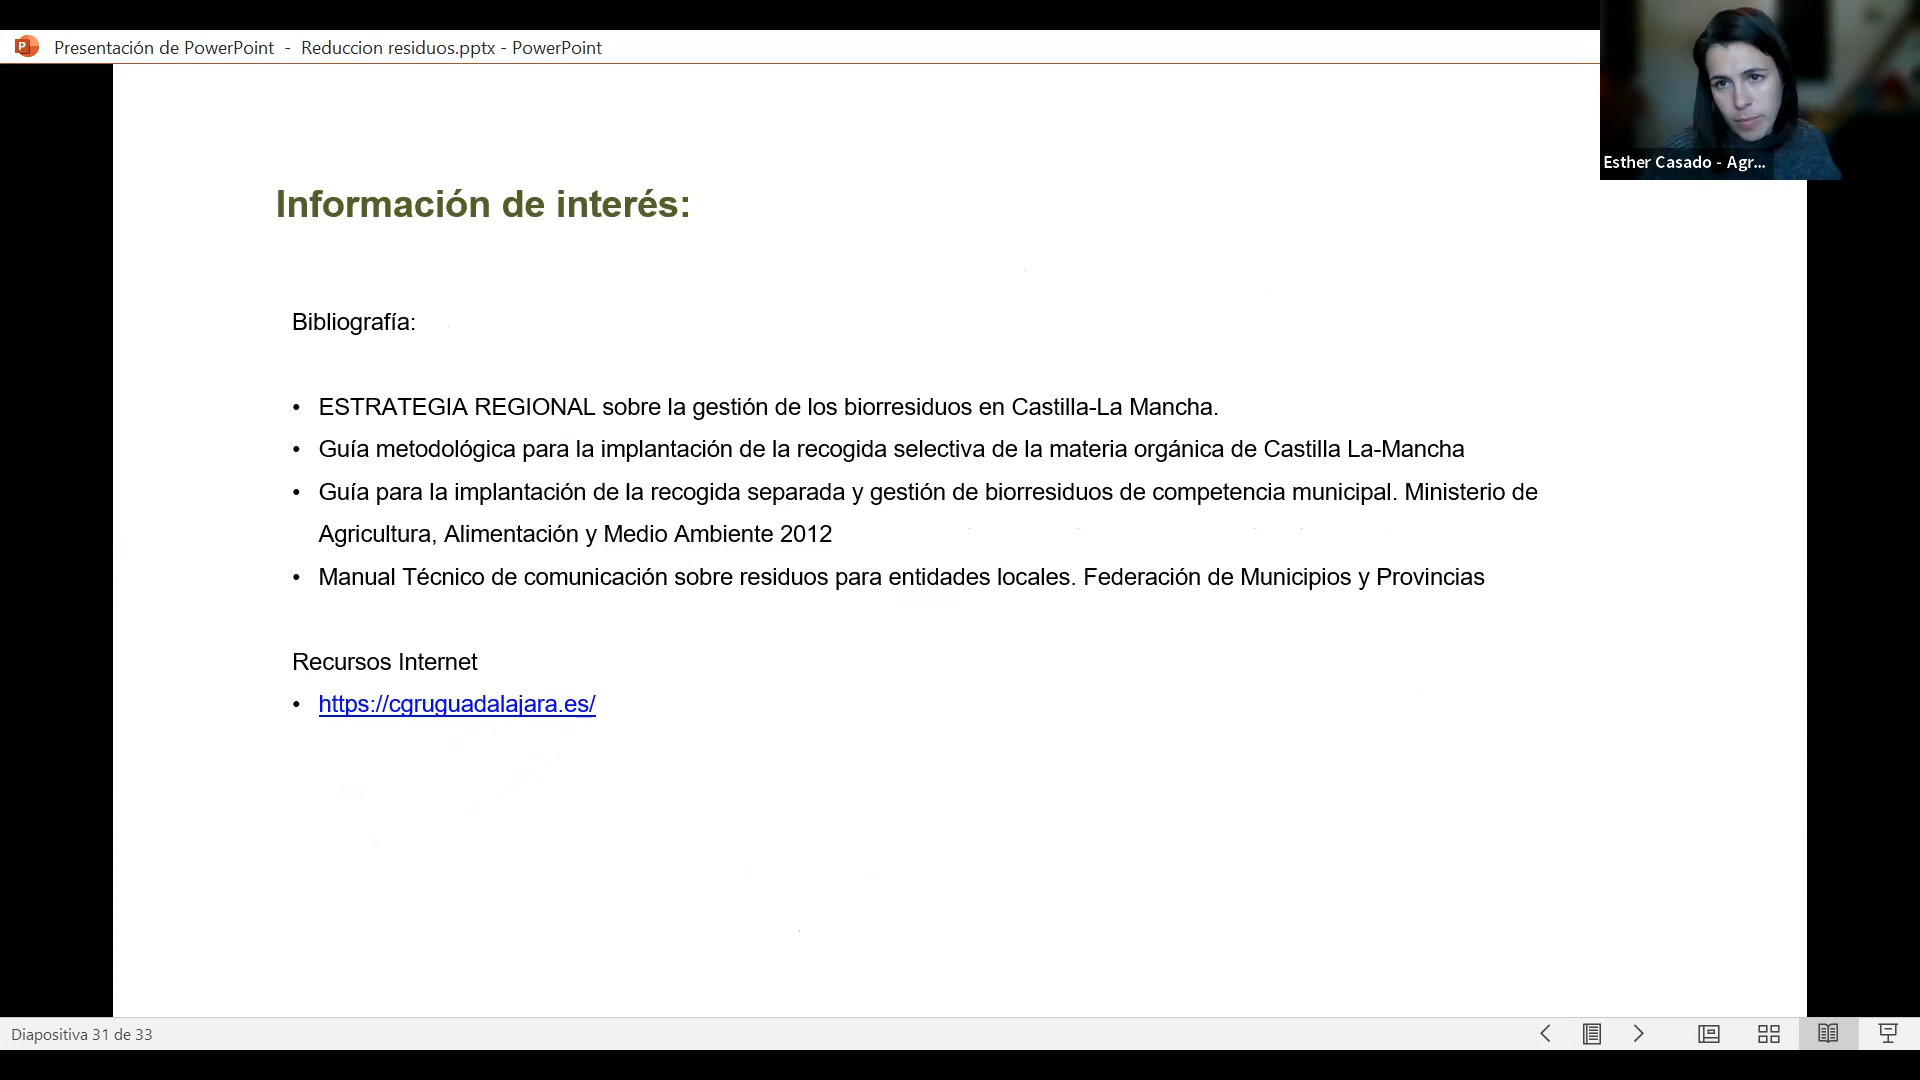 Presentación de PowerPoint - Reduccion residuos.pptx - PowerPoint
Esther Casado - Agr...
Información de interés:
Bibliografía:
• ESTRATEGIA REGIONAL sobre la gestión de los biorresiduos en Castilla-La Mancha.
• Guía metodológica para la implantación de la recogida selectiva de la materia orgánica de Castilla La-Mancha
• Guía para la implantación de la recogida separada y gestión de biorresiduos de competencia municipal. Ministerio de
Agricultura, Alimentación y Medio Ambiente 2012
• Manual Técnico de comunicación sobre residuos para entidades locales. Federación de Municipios y Provincias
Recursos Internet
• https://cgruguadalajara.es/
Diapositiva 31 de 33